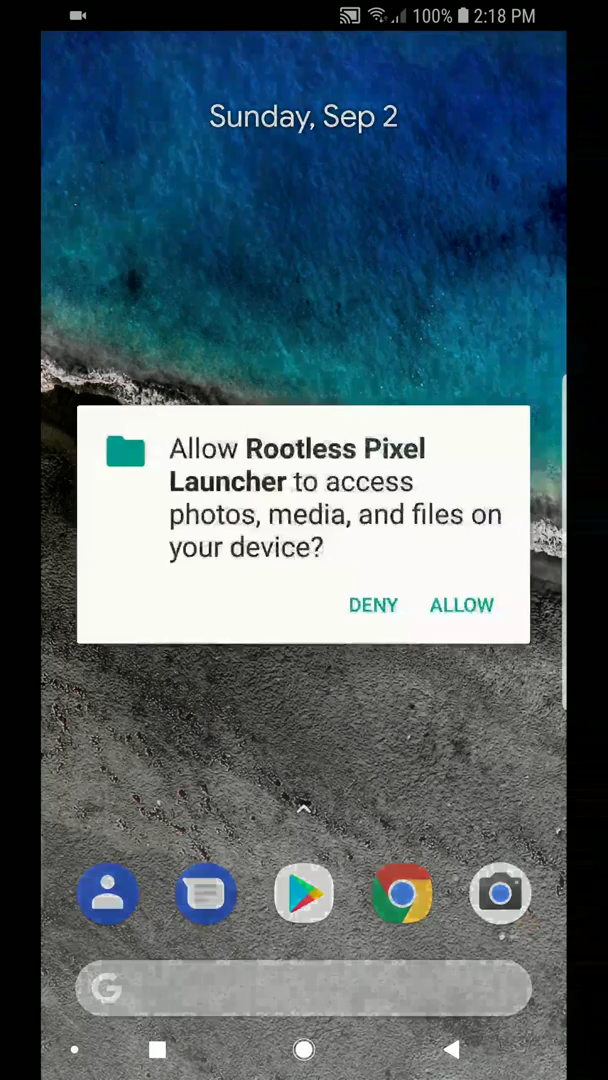 100% 2:18 PM
Sunday, Sep 2
Allow Rootless Pixel
Launcher to access
photos, media, and files on
your device?
DENY ALLOW
G